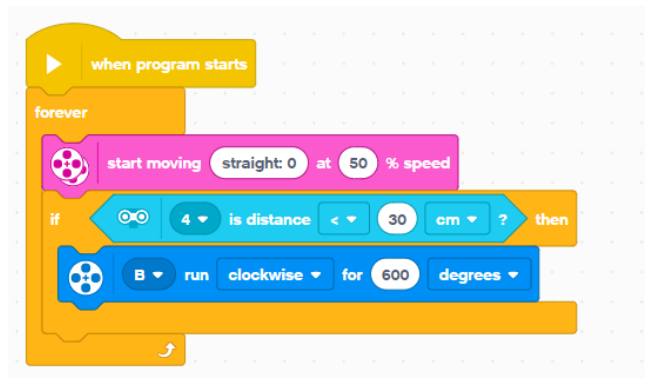 when program starts
forever
start moving straight: 0 at 50 % speed
if 4 is distance < 30 cm ? then
B run clockwise for 600 degrees